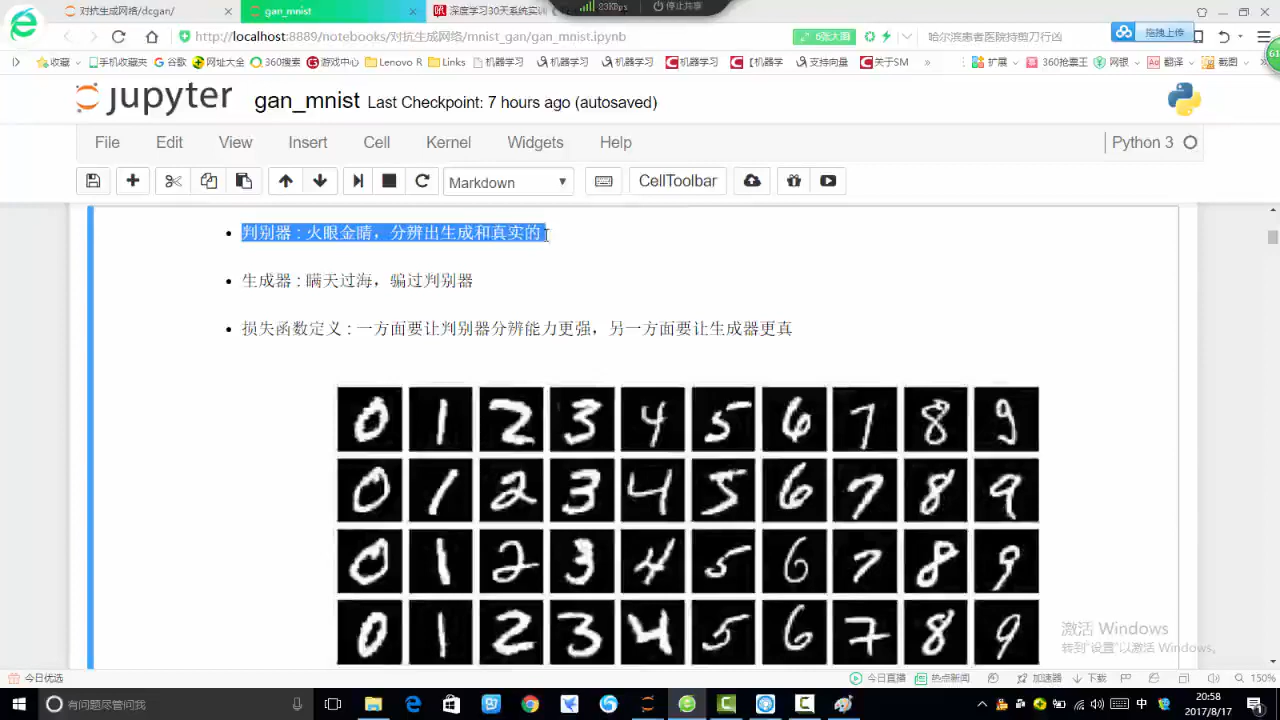 对抗生成网络/dcgan/ × gan_mnist × 深度学习30天系统实训 83KB/s 停止共享
http://localhost:8889/notebooks/对抗生成网络/mnist_gan/gan_mnist.ipynb 6张大图 哈尔滨患者医院持剪刀行凶 拖拽上传
收藏 手机收藏夹 谷歌 网址大全 360搜索 游戏中心 Lenovo R Links 机器学习 机器学习 机器学习 机器学习 【机器学 支持向量 关于SM » 扩展 360抢票王 网银 翻译 截图 »
jupyter gan_mnist Last Checkpoint: 7 hours ago (autosaved)
File Edit View Insert Cell Kernel Widgets Help Python 3
Markdown CellToolbar
• 判别器 : 火眼金睛，分辨出生成和真实的
• 生成器 : 瞒天过海，骗过判别器
• 损失函数定义 : 一方面要让判别器分辨能力更强，另一方面要让生成器更真
0 1 2 3 4 5 6 7 8 9
0 1 2 3 4 5 6 7 8 9
0 1 2 3 4 5 6 7 8 9
0 1 2 3 4 5 6 7 8 9
激活 Windows
转到"设置"以激活 Windows。
今日优选 今日直播 热点新闻 加速器 下载 150%
有问题尽管问我 20:58
2017/8/17